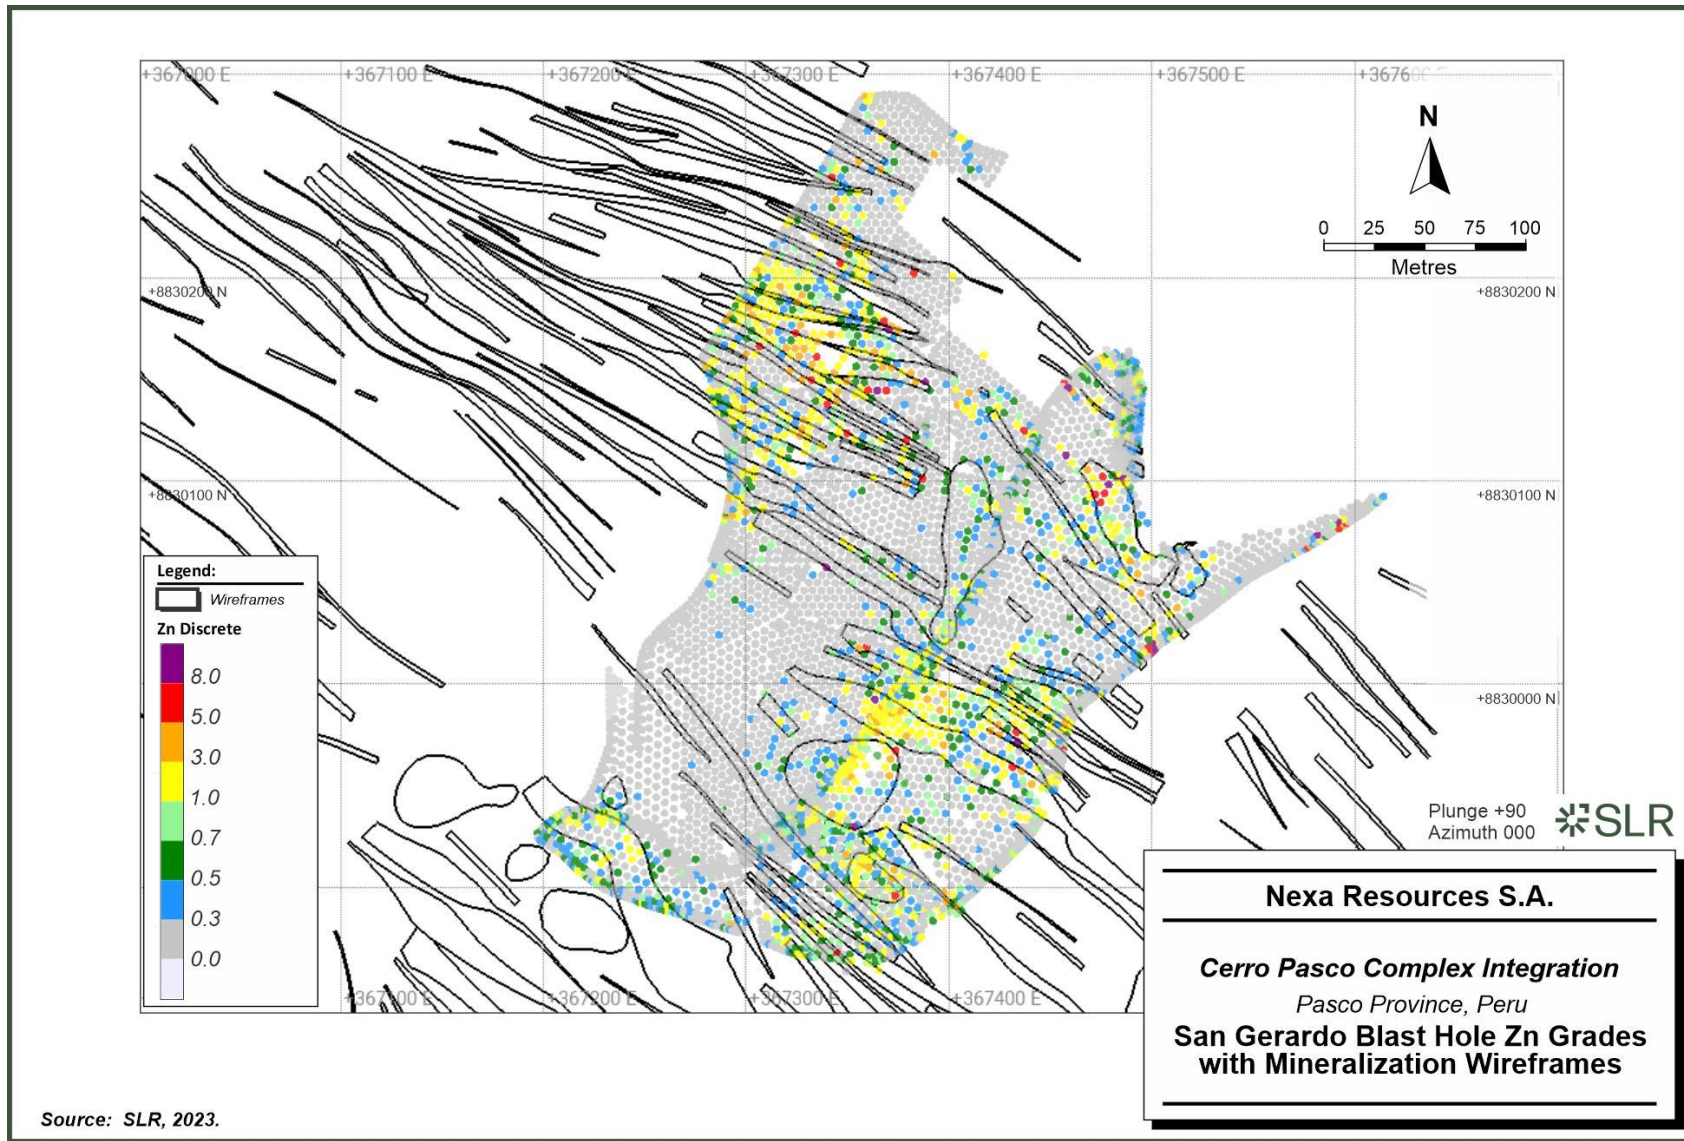 +367000 E +367100 E +367200 E +367300 E +367400 E +367500 E +3676
N
0 25 50 75 100
Metres
+8830200 N +8830200 N
+8830100 N +8830100 N
+8830000 N
Legend:
Wireframes
Zn Discrete
8.0
5.0
3.0
1.0
0.7
0.5
0.3
0.0
Plunge +90
Azimuth 000
SLR
+367100 E +367200 E +367300 E +367400 E
Nexa Resources S.A.
Cerro Pasco Complex Integration
Pasco Province, Peru
San Gerardo Blast Hole Zn Grades
with Mineralization Wireframes
Source: SLR, 2023.